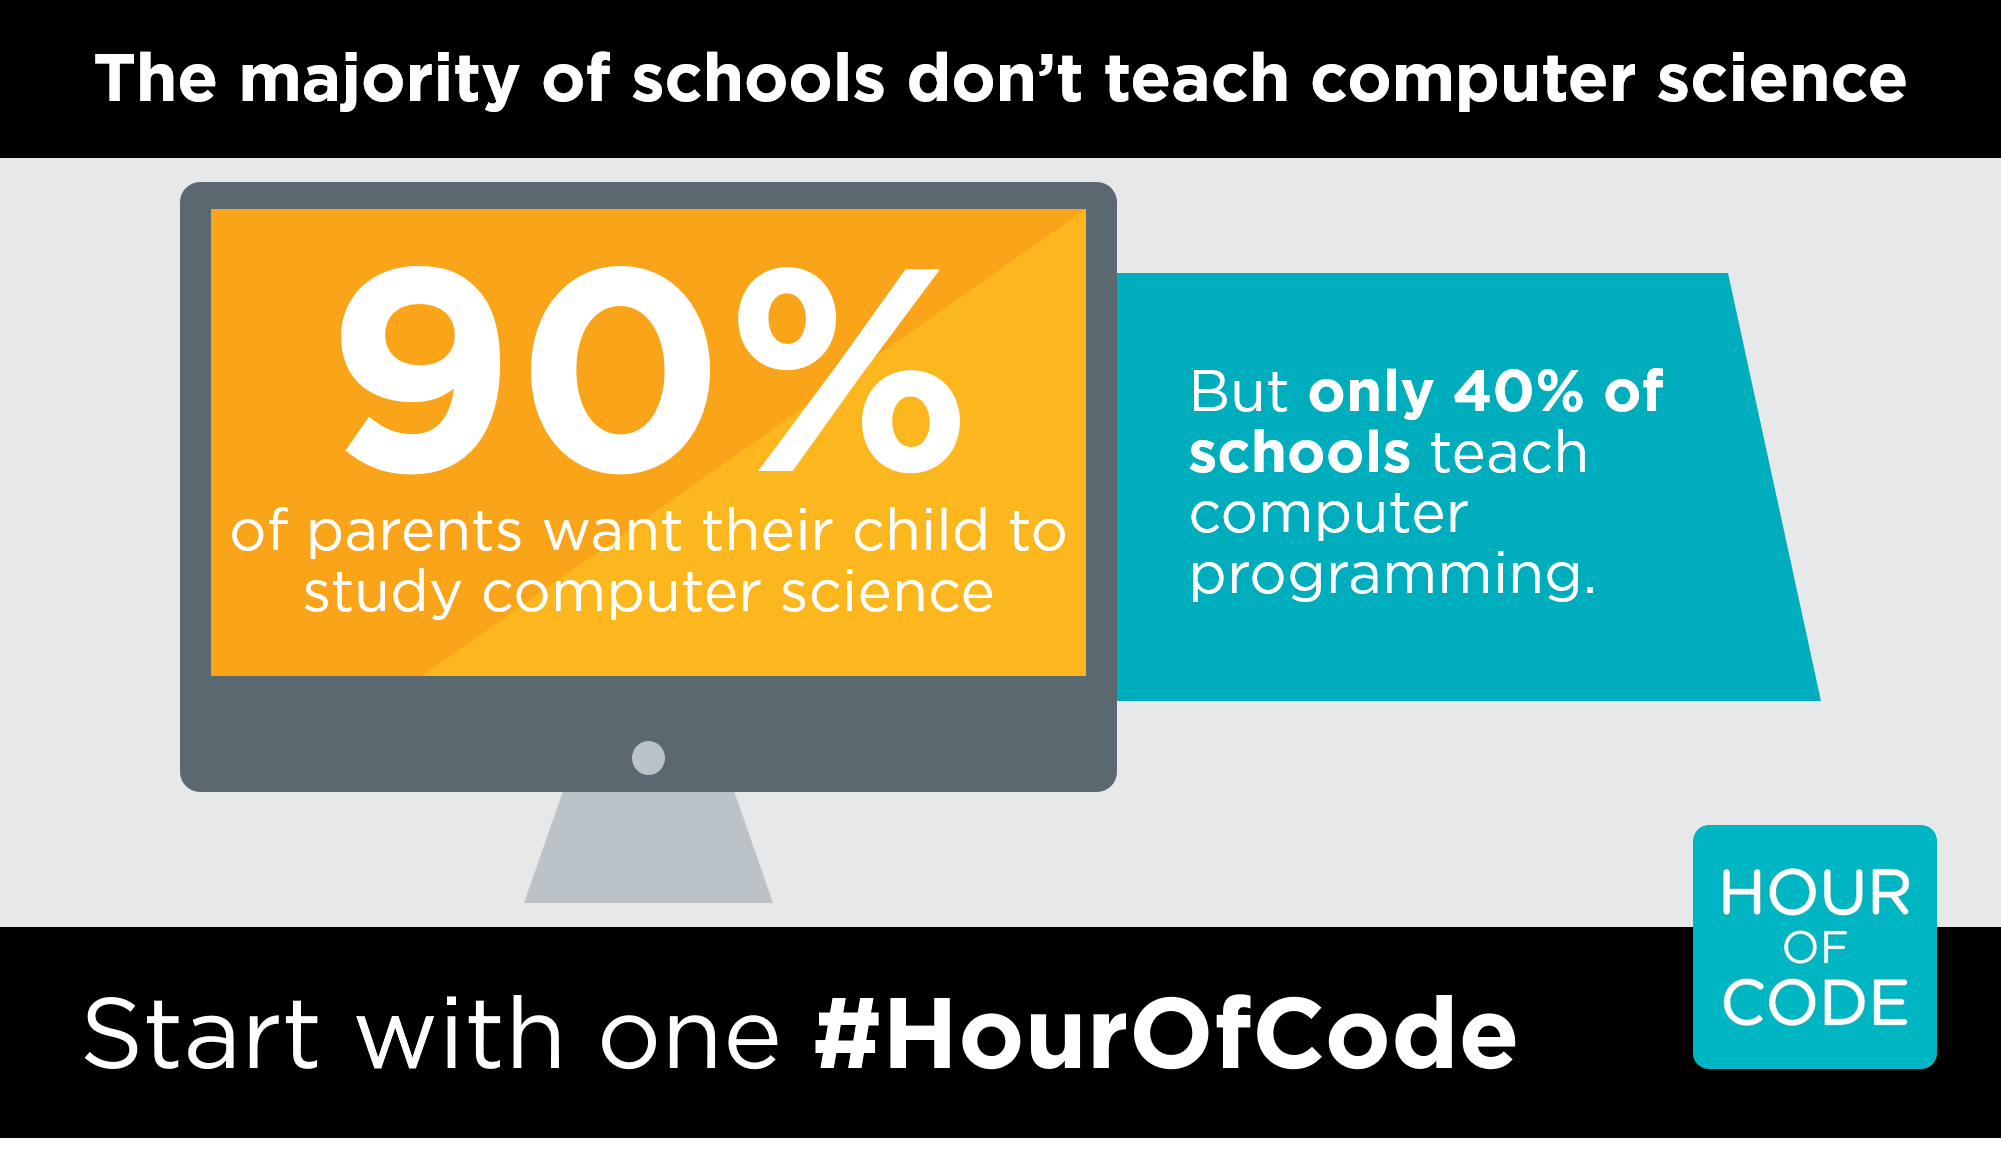 The majority of schools don’t teach computer science
90%
of parents want their child to
study computer science
But only 40% of
schools teach
computer
programming.
HOUR
OF
CODE
Start with one #HourOfCode